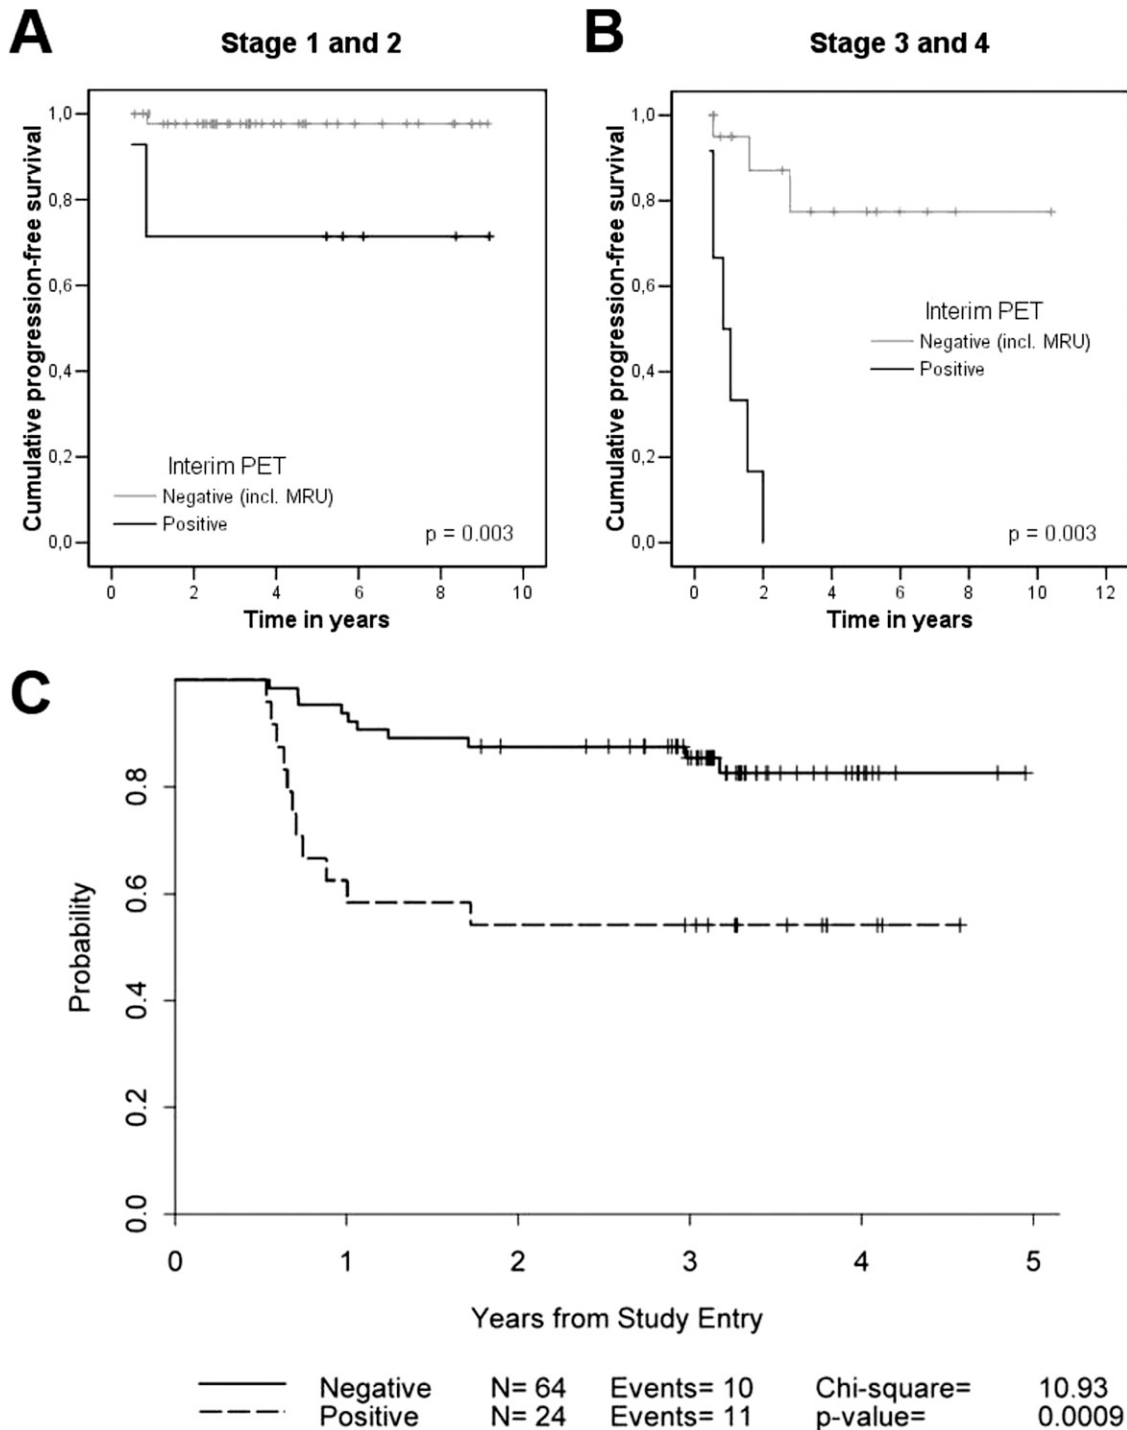 A
Stage 1 and 2
Cumulative progression-free survival
1,0
0,8
0,6
0,4
0,2
0,0
Interim PET
Negative (incl. MRU)
Positive
p = 0.003
0 2 4 6 8 10
Time in years
B
Stage 3 and 4
Cumulative progression-free survival
1,0
0,8
0,6
0,4
0,2
0,0
Interim PET
Negative (incl. MRU)
Positive
p = 0.003
0 2 4 6 8 10 12
Time in years
C
Probability
0.8
0.6
0.4
0.2
0.0
0 1 2 3 4 5
Years from Study Entry
Negative N= 64 Events= 10 Chi-square= 10.93
Positive N= 24 Events= 11 p-value= 0.0009